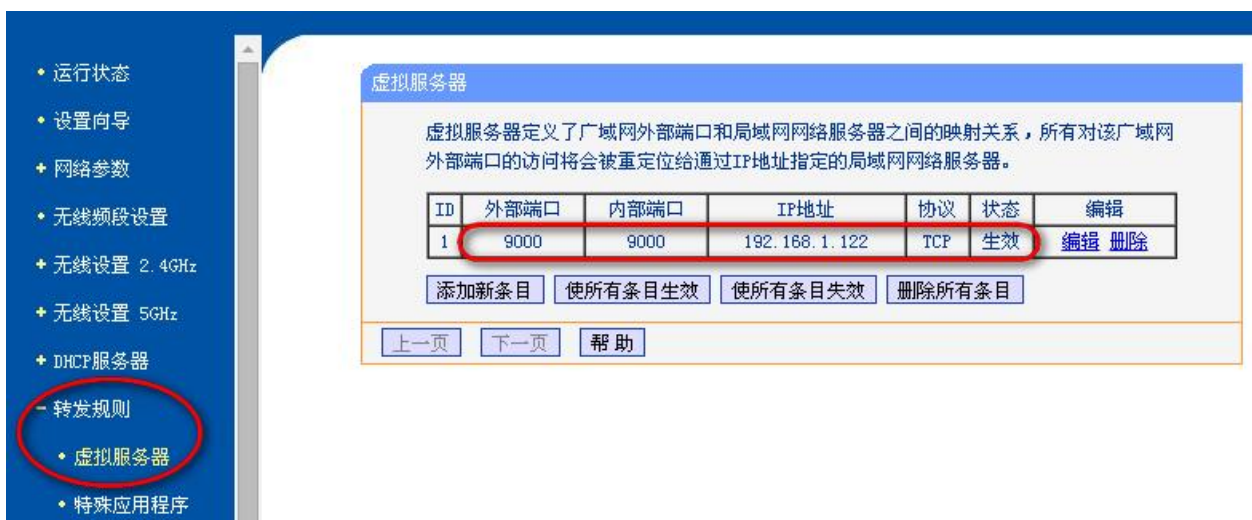 运行状态
设置向导
网络参数
无线频段设置
无线设置 2.4GHz
无线设置 5GHz
DHCP服务器
转发规则
虚拟服务器
特殊应用程序
虚拟服务器
虚拟服务器定义了广域网外部端口和局域网网络服务器之间的映射关系，所有对该广域网
外部端口的访问将会被重定位给通过IP地址指定的局域网网络服务器。
ID 外部端口 内部端口 IP地址 协议 状态 编辑
1 9000 9000 192.168.1.122 TCP 生效 编辑 删除
添加新条目 使所有条目生效 使所有条目失效 删除所有条目
上一页 下一页 帮助